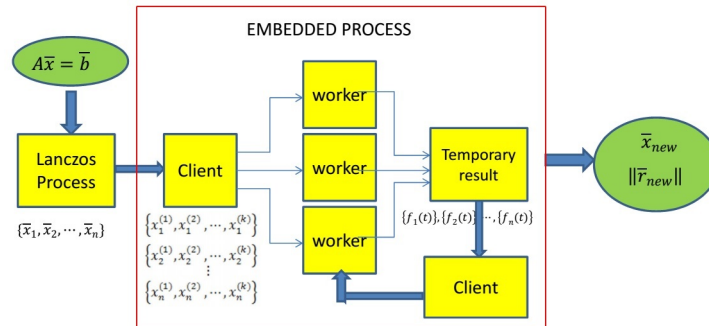 EMBEDDED PROCESS
Ax̅ = b̅
Lanczos
Process
{x̅₁, x̅₂, ⋯, x̅ₙ}
Client
{x₁⁽¹⁾, x₁⁽²⁾, ⋯, x₁⁽ᵏ⁾}
{x₂⁽¹⁾, x₂⁽²⁾, ⋯, x₂⁽ᵏ⁾}
⋮
{xₙ⁽¹⁾, xₙ⁽²⁾, ⋯, xₙ⁽ᵏ⁾}
worker
worker
worker
Temporary
result
{f₁(t)}, {f₂(t)} ⋯, {fₙ(t)}
Client
x̅ₙₑw
‖r̅ₙₑw‖